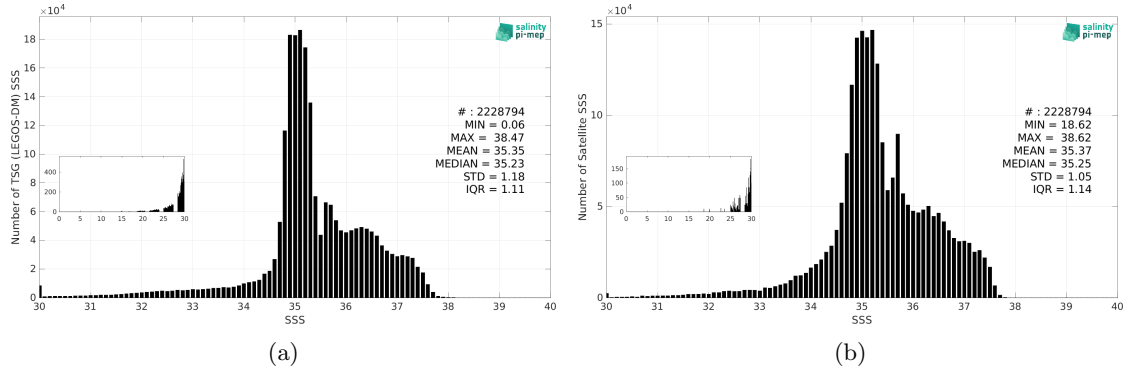 ×10⁴
salinity
pi-mep
18
16
14
12
10
8
6
4
2
0
Number of TSG (LEGOS-DM) SSS
# : 2228794
MIN = 0.06
MAX = 38.47
MEAN = 35.35
MEDIAN = 35.23
STD = 1.18
IQR = 1.11
400
200
0
0 5 10 15 20 25 30
30 31 32 33 34 35 36 37 38 39 40
SSS
(a)
×10⁴
salinity
pi-mep
15
10
5
0
Number of Satellite SSS
# : 2228794
MIN = 18.62
MAX = 38.62
MEAN = 35.37
MEDIAN = 35.25
STD = 1.05
IQR = 1.14
150
100
50
0
0 5 10 15 20 25 30
30 31 32 33 34 35 36 37 38 39 40
SSS
(b)